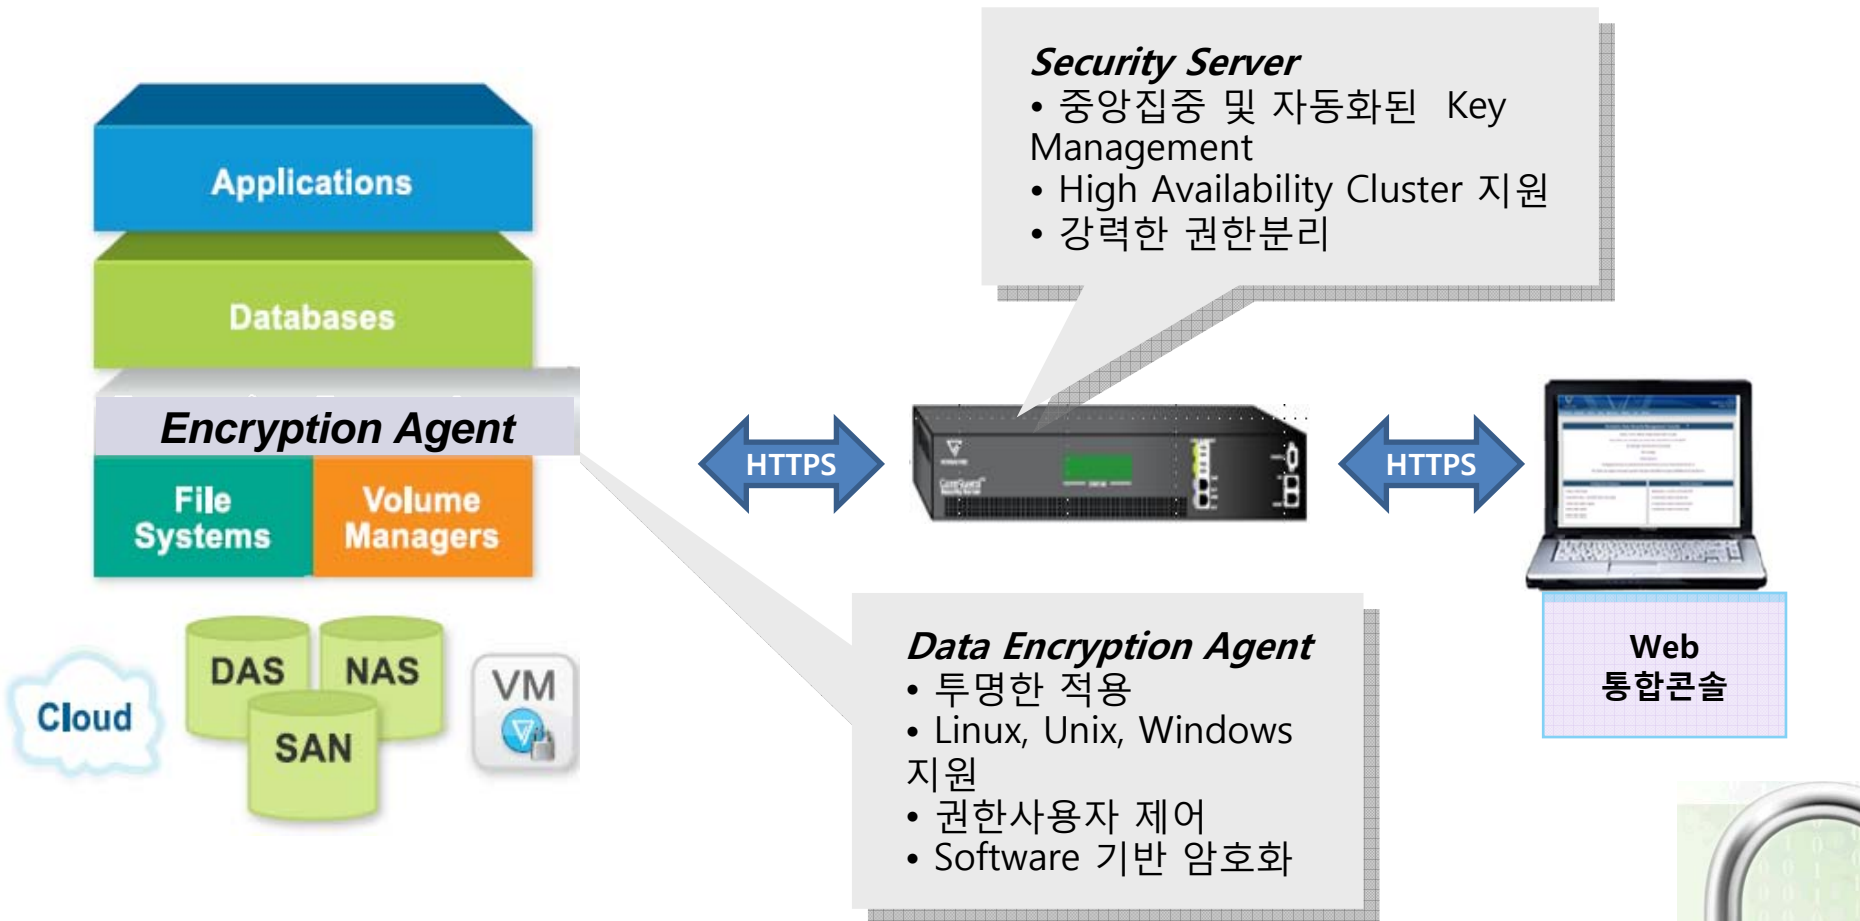 Security Server
• 중앙집중 및 자동화된 Key
Management
• High Availability Cluster 지원
• 강력한 권한분리
Applications
Databases
Encryption Agent
File
Systems
Volume
Managers
HTTPS
HTTPS
Cloud
DAS
NAS
SAN
VM
Data Encryption Agent
• 투명한 적용
• Linux, Unix, Windows
지원
• 권한사용자 제어
• Software 기반 암호화
Web
통합콘솔